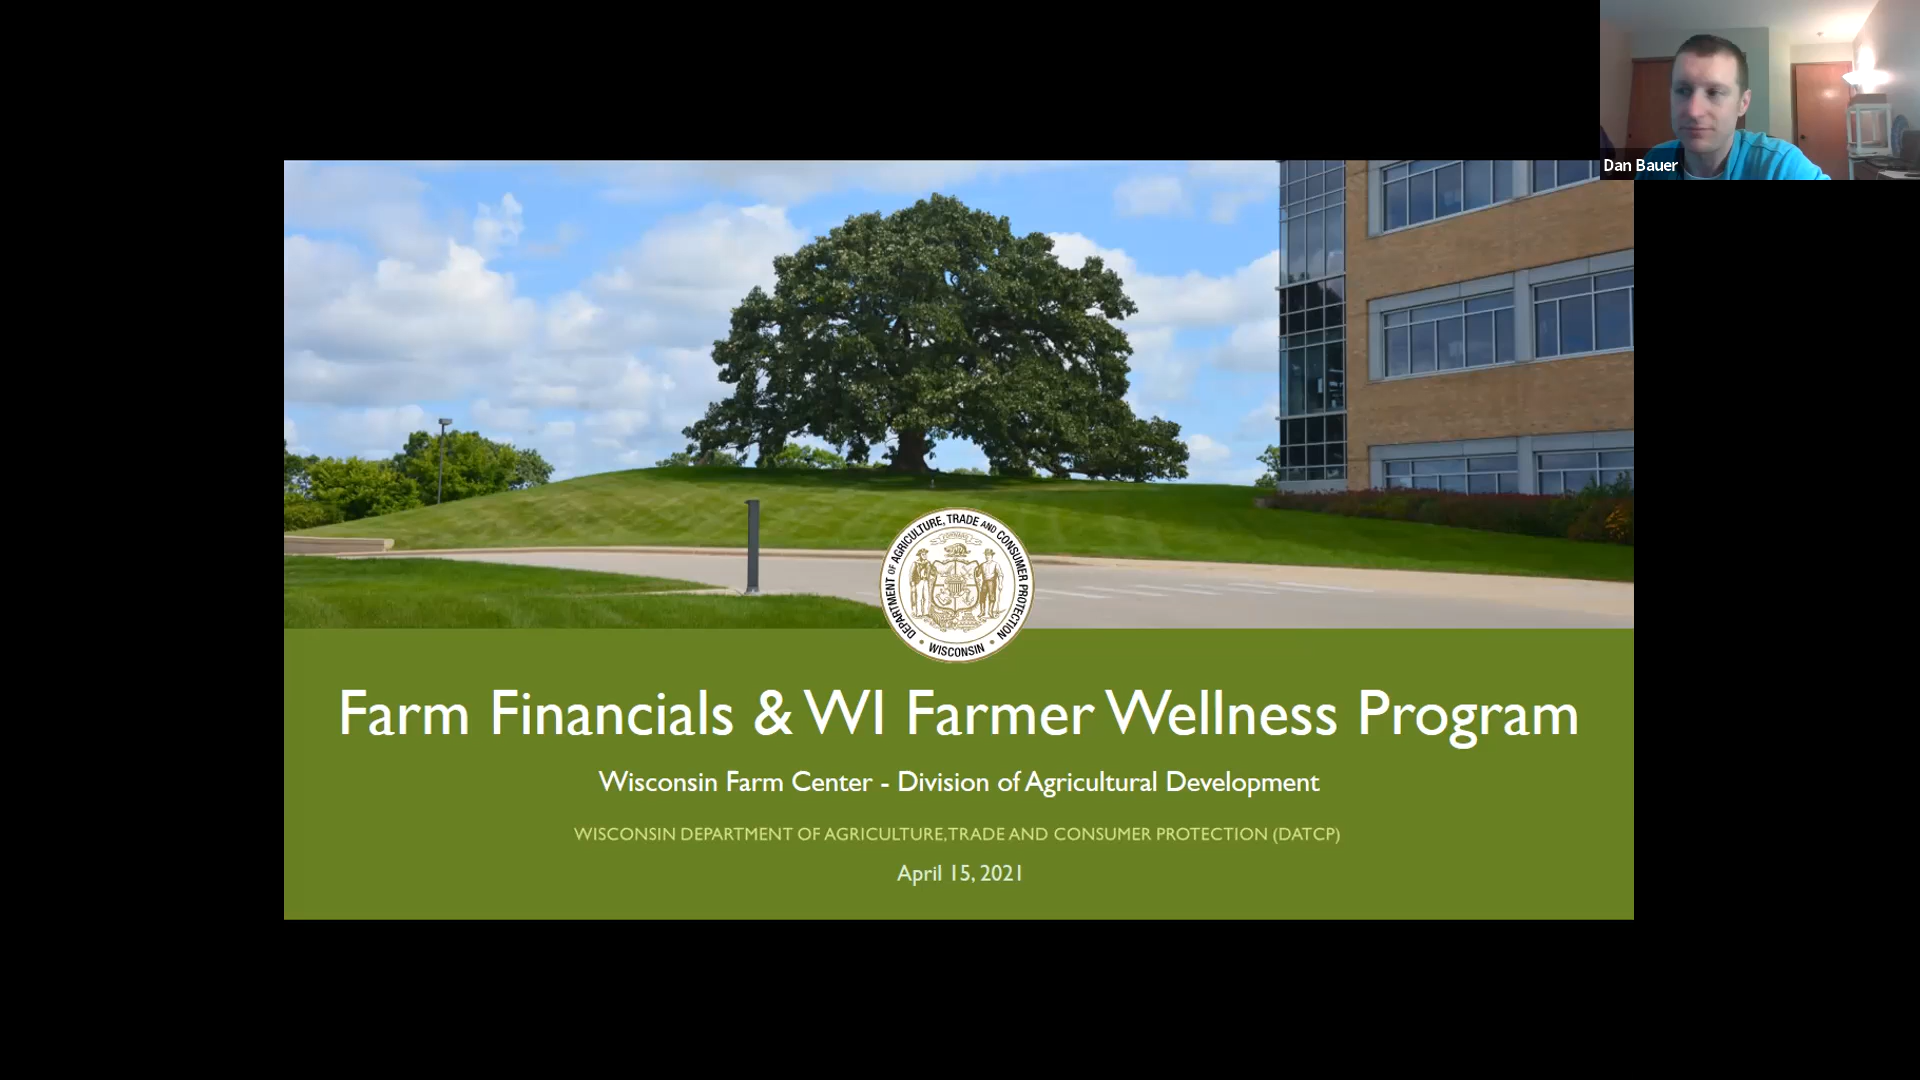 Dan Bauer
DEPARTMENT OF AGRICULTURE, TRADE AND CONSUMER PROTECTION
• WISCONSIN •
Farm Financials & WI Farmer Wellness Program
Wisconsin Farm Center - Division of Agricultural Development
WISCONSIN DEPARTMENT OF AGRICULTURE, TRADE AND CONSUMER PROTECTION (DATCP)
April 15, 2021